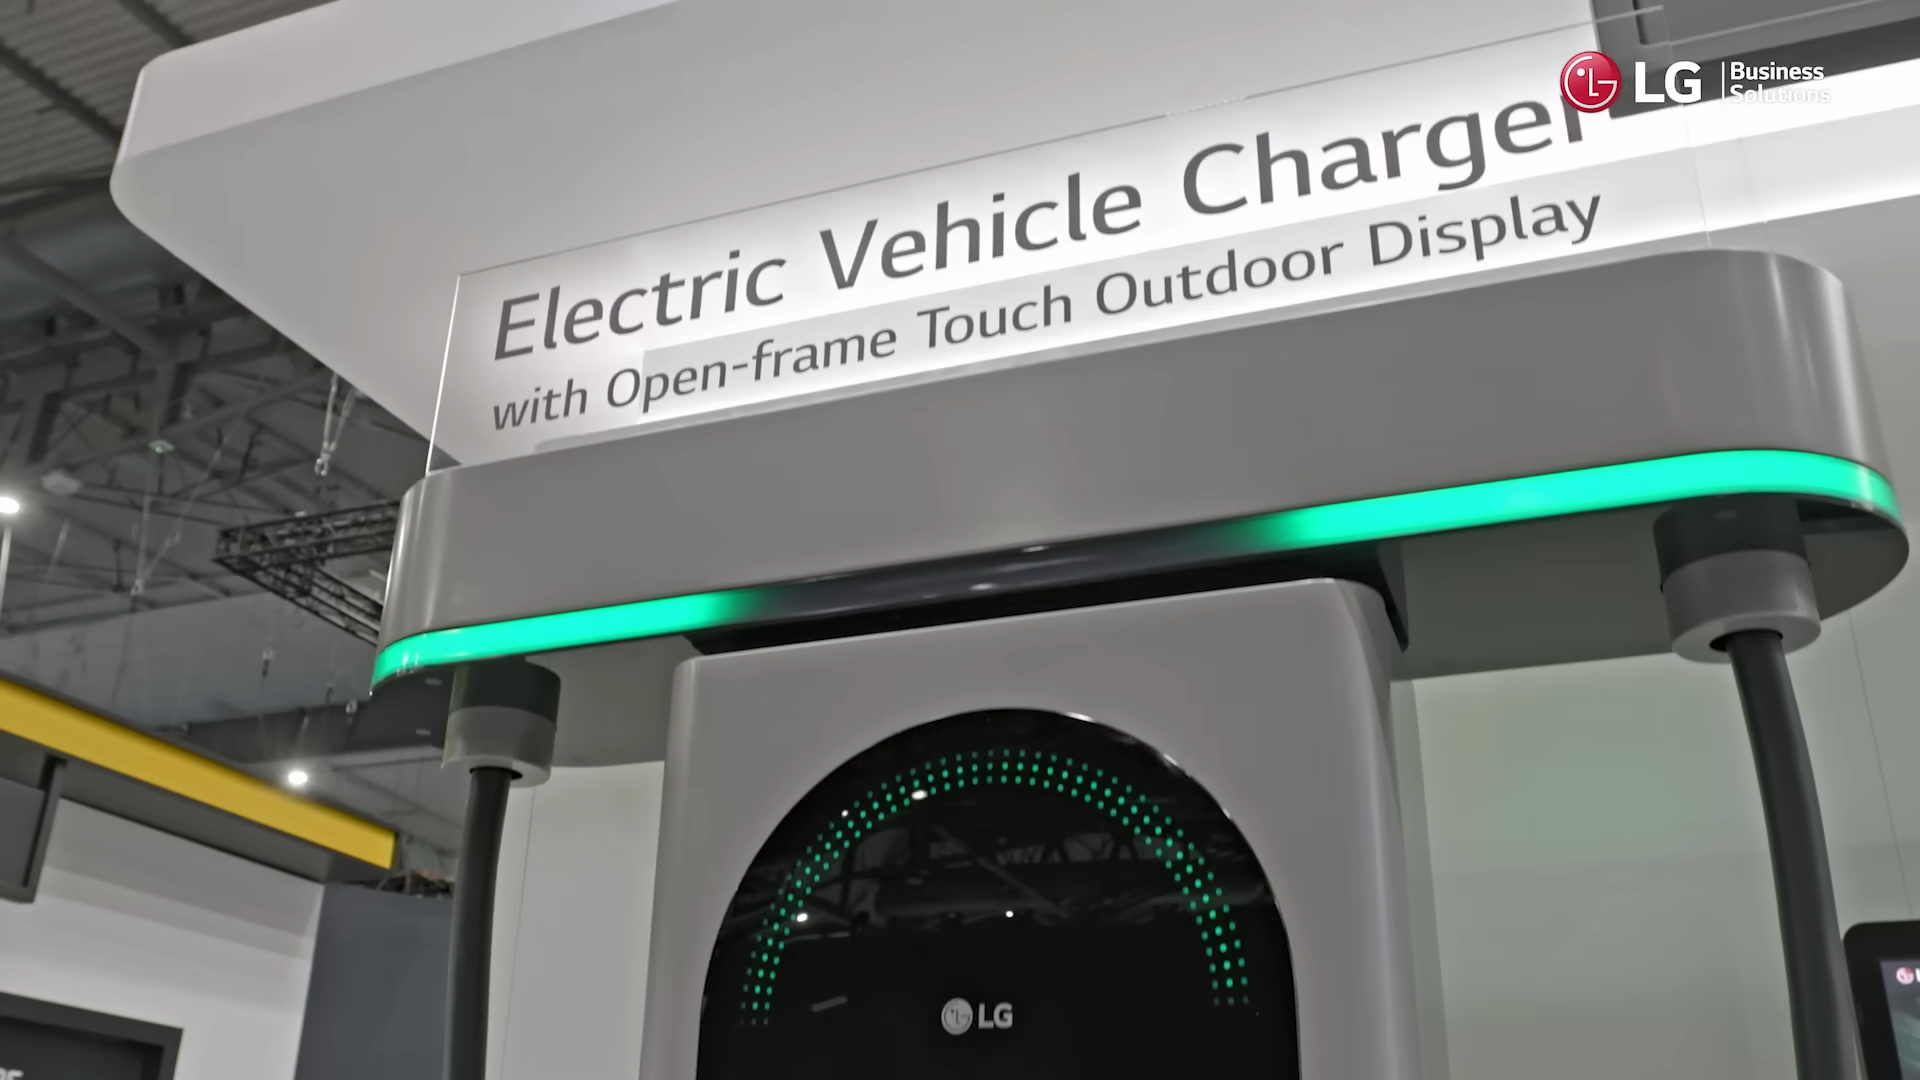 LG Business
Solutions
Electric Vehicle Charger
with Open-frame Touch Outdoor Display
LG